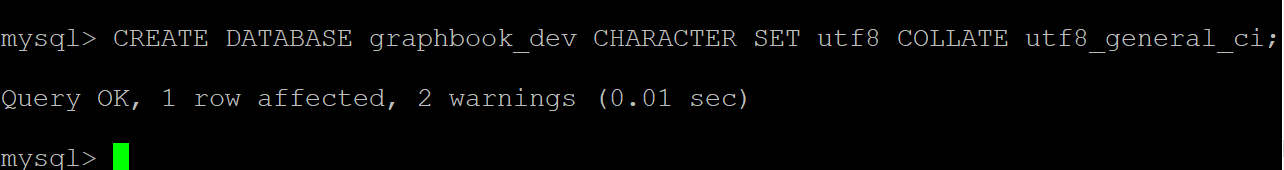 mysql> CREATE DATABASE graphbook_dev CHARACTER SET utf8 COLLATE utf8_general_ci;
Query OK, 1 row affected, 2 warnings (0.01 sec)
mysql>